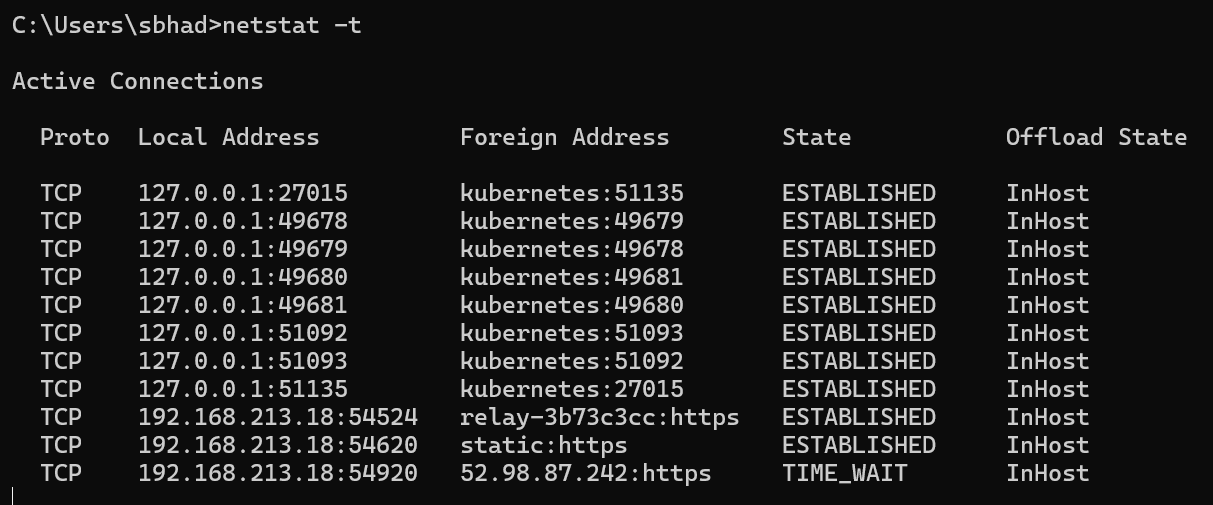 C:\Users\sbhad>netstat -t
Active Connections
Proto  Local Address          Foreign Address        State           Offload State
TCP    127.0.0.1:27015        kubernetes:51135       ESTABLISHED     InHost
TCP    127.0.0.1:49678        kubernetes:49679       ESTABLISHED     InHost
TCP    127.0.0.1:49679        kubernetes:49678       ESTABLISHED     InHost
TCP    127.0.0.1:49680        kubernetes:49681       ESTABLISHED     InHost
TCP    127.0.0.1:49681        kubernetes:49680       ESTABLISHED     InHost
TCP    127.0.0.1:51092        kubernetes:51093       ESTABLISHED     InHost
TCP    127.0.0.1:51093        kubernetes:51092       ESTABLISHED     InHost
TCP    127.0.0.1:51135        kubernetes:27015       ESTABLISHED     InHost
TCP    192.168.213.18:54524   relay-3b73c3cc:https   ESTABLISHED     InHost
TCP    192.168.213.18:54620   static:https           ESTABLISHED     InHost
TCP    192.168.213.18:54920   52.98.87.242:https     TIME_WAIT       InHost